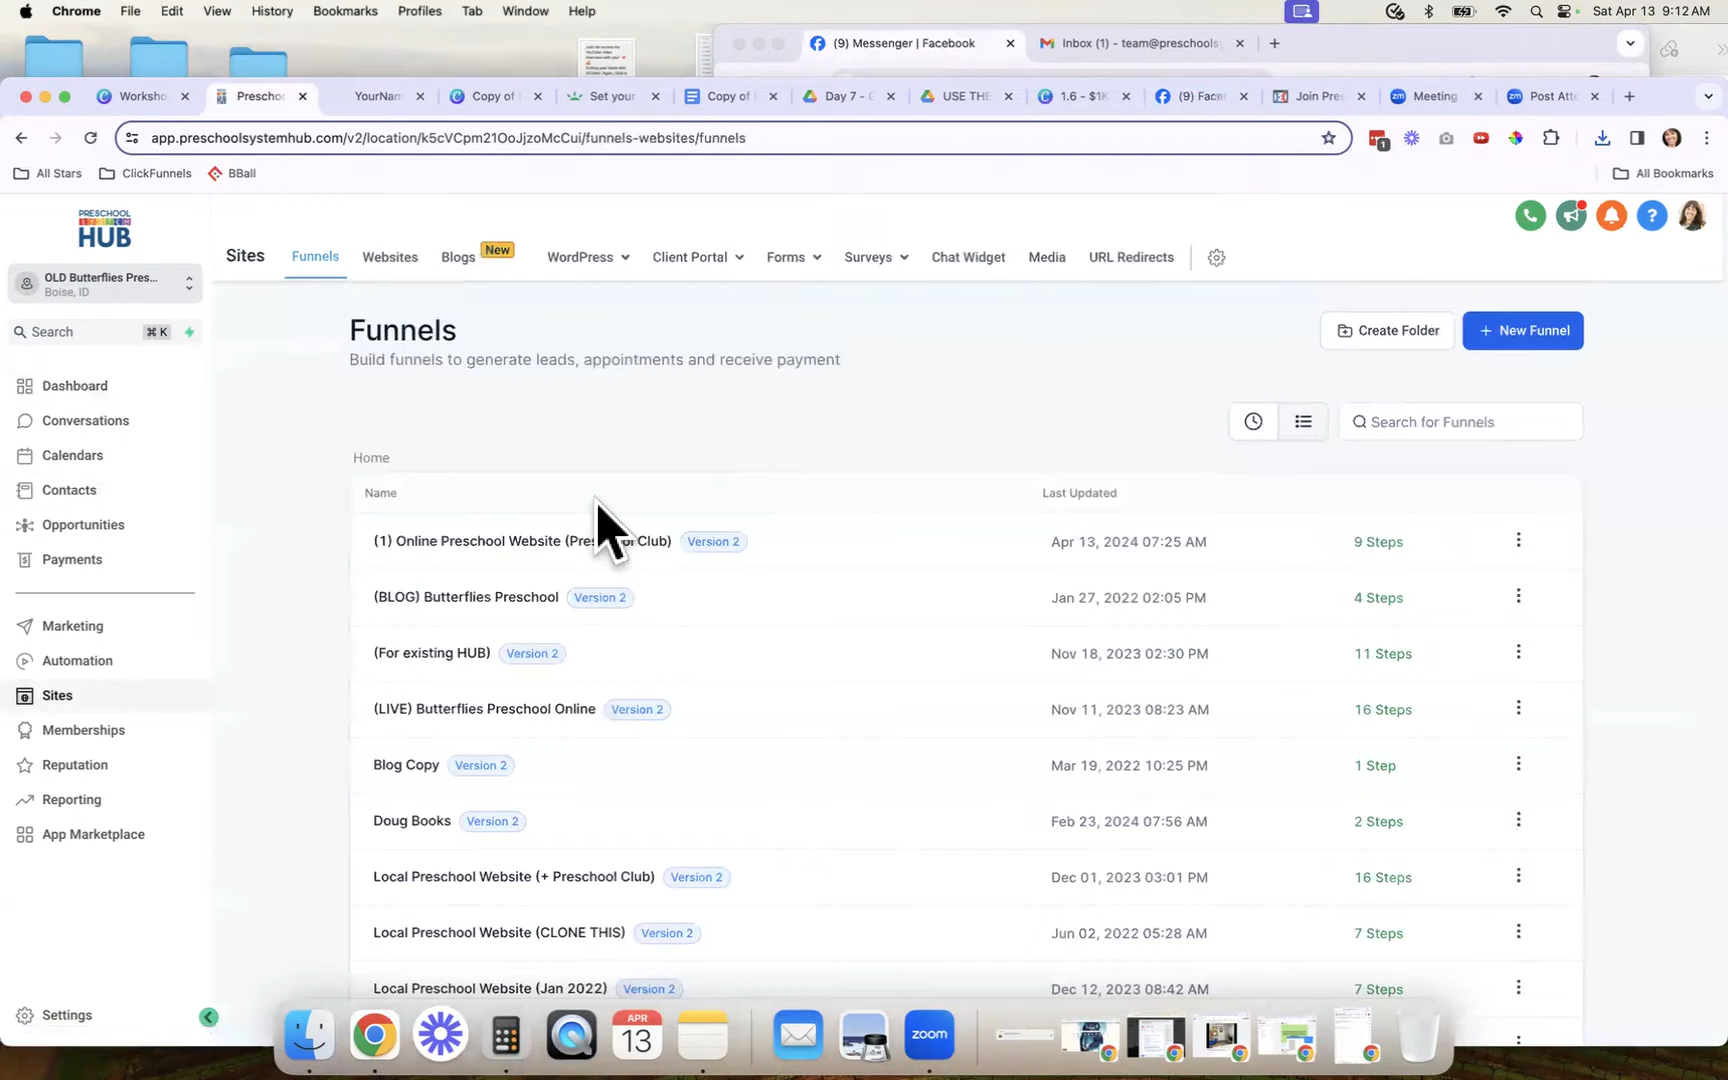 Chrome File Edit View History Bookmarks Profiles Tab Window Help Sat Apr 13 9:12 AM
(9) Messenger | Facebook Inbox (1) - team@preschools
Worksho Preschoo YourNam Copy of Set your Copy of Day 7 - USE THE 1.6 - $1K (9) Face Join Pre Meeting Post Atte
app.preschoolsystemhub.com/v2/location/k5cVCpm21OoJjzoMcCui/funnels-websites/funnels
1
All Stars ClickFunnels BBall All Bookmarks
PRESCHOOL
SYSTEM
HUB
Sites Funnels Websites Blogs New WordPress Client Portal Forms Surveys Chat Widget Media URL Redirects
OLD Butterflies Pres...
Boise, ID
Search ⌘ K
Dashboard
Conversations
Calendars
Contacts
Opportunities
Payments
Marketing
Automation
Sites
Memberships
Reputation
Reporting
App Marketplace
Settings
Funnels
Build funnels to generate leads, appointments and receive payment
Create Folder + New Funnel
Search for Funnels
Home
Name Last Updated
(1) Online Preschool Website (Preschool Club) Version 2 Apr 13, 2024 07:25 AM 9 Steps
(BLOG) Butterflies Preschool Version 2 Jan 27, 2022 02:05 PM 4 Steps
(For existing HUB) Version 2 Nov 18, 2023 02:30 PM 11 Steps
(LIVE) Butterflies Preschool Online Version 2 Nov 11, 2023 08:23 AM 16 Steps
Blog Copy Version 2 Mar 19, 2022 10:25 PM 1 Step
Doug Books Version 2 Feb 23, 2024 07:56 AM 2 Steps
Local Preschool Website (+ Preschool Club) Version 2 Dec 01, 2023 03:01 PM 16 Steps
Local Preschool Website (CLONE THIS) Version 2 Jun 02, 2022 05:28 AM 7 Steps
Local Preschool Website (Jan 2022) Version 2 Dec 12, 2023 08:42 AM 7 Steps
APR
13
zoom